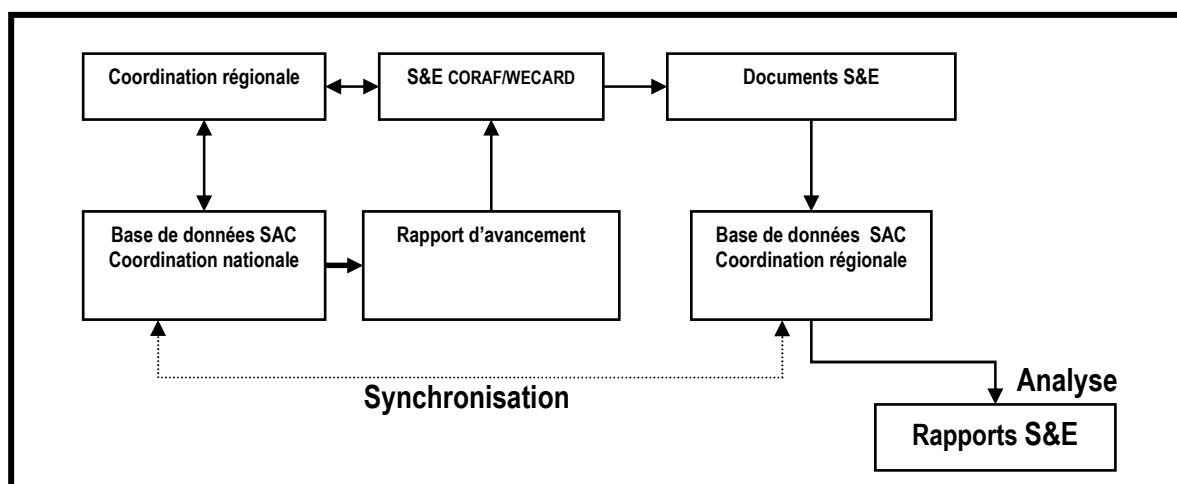 Coordination régionale
S&E CORAF/WECARD
Documents S&E
Base de données SAC
Coordination nationale
Rapport d'avancement
Base de données SAC
Coordination régionale
Synchronisation
Analyse
Rapports S&E